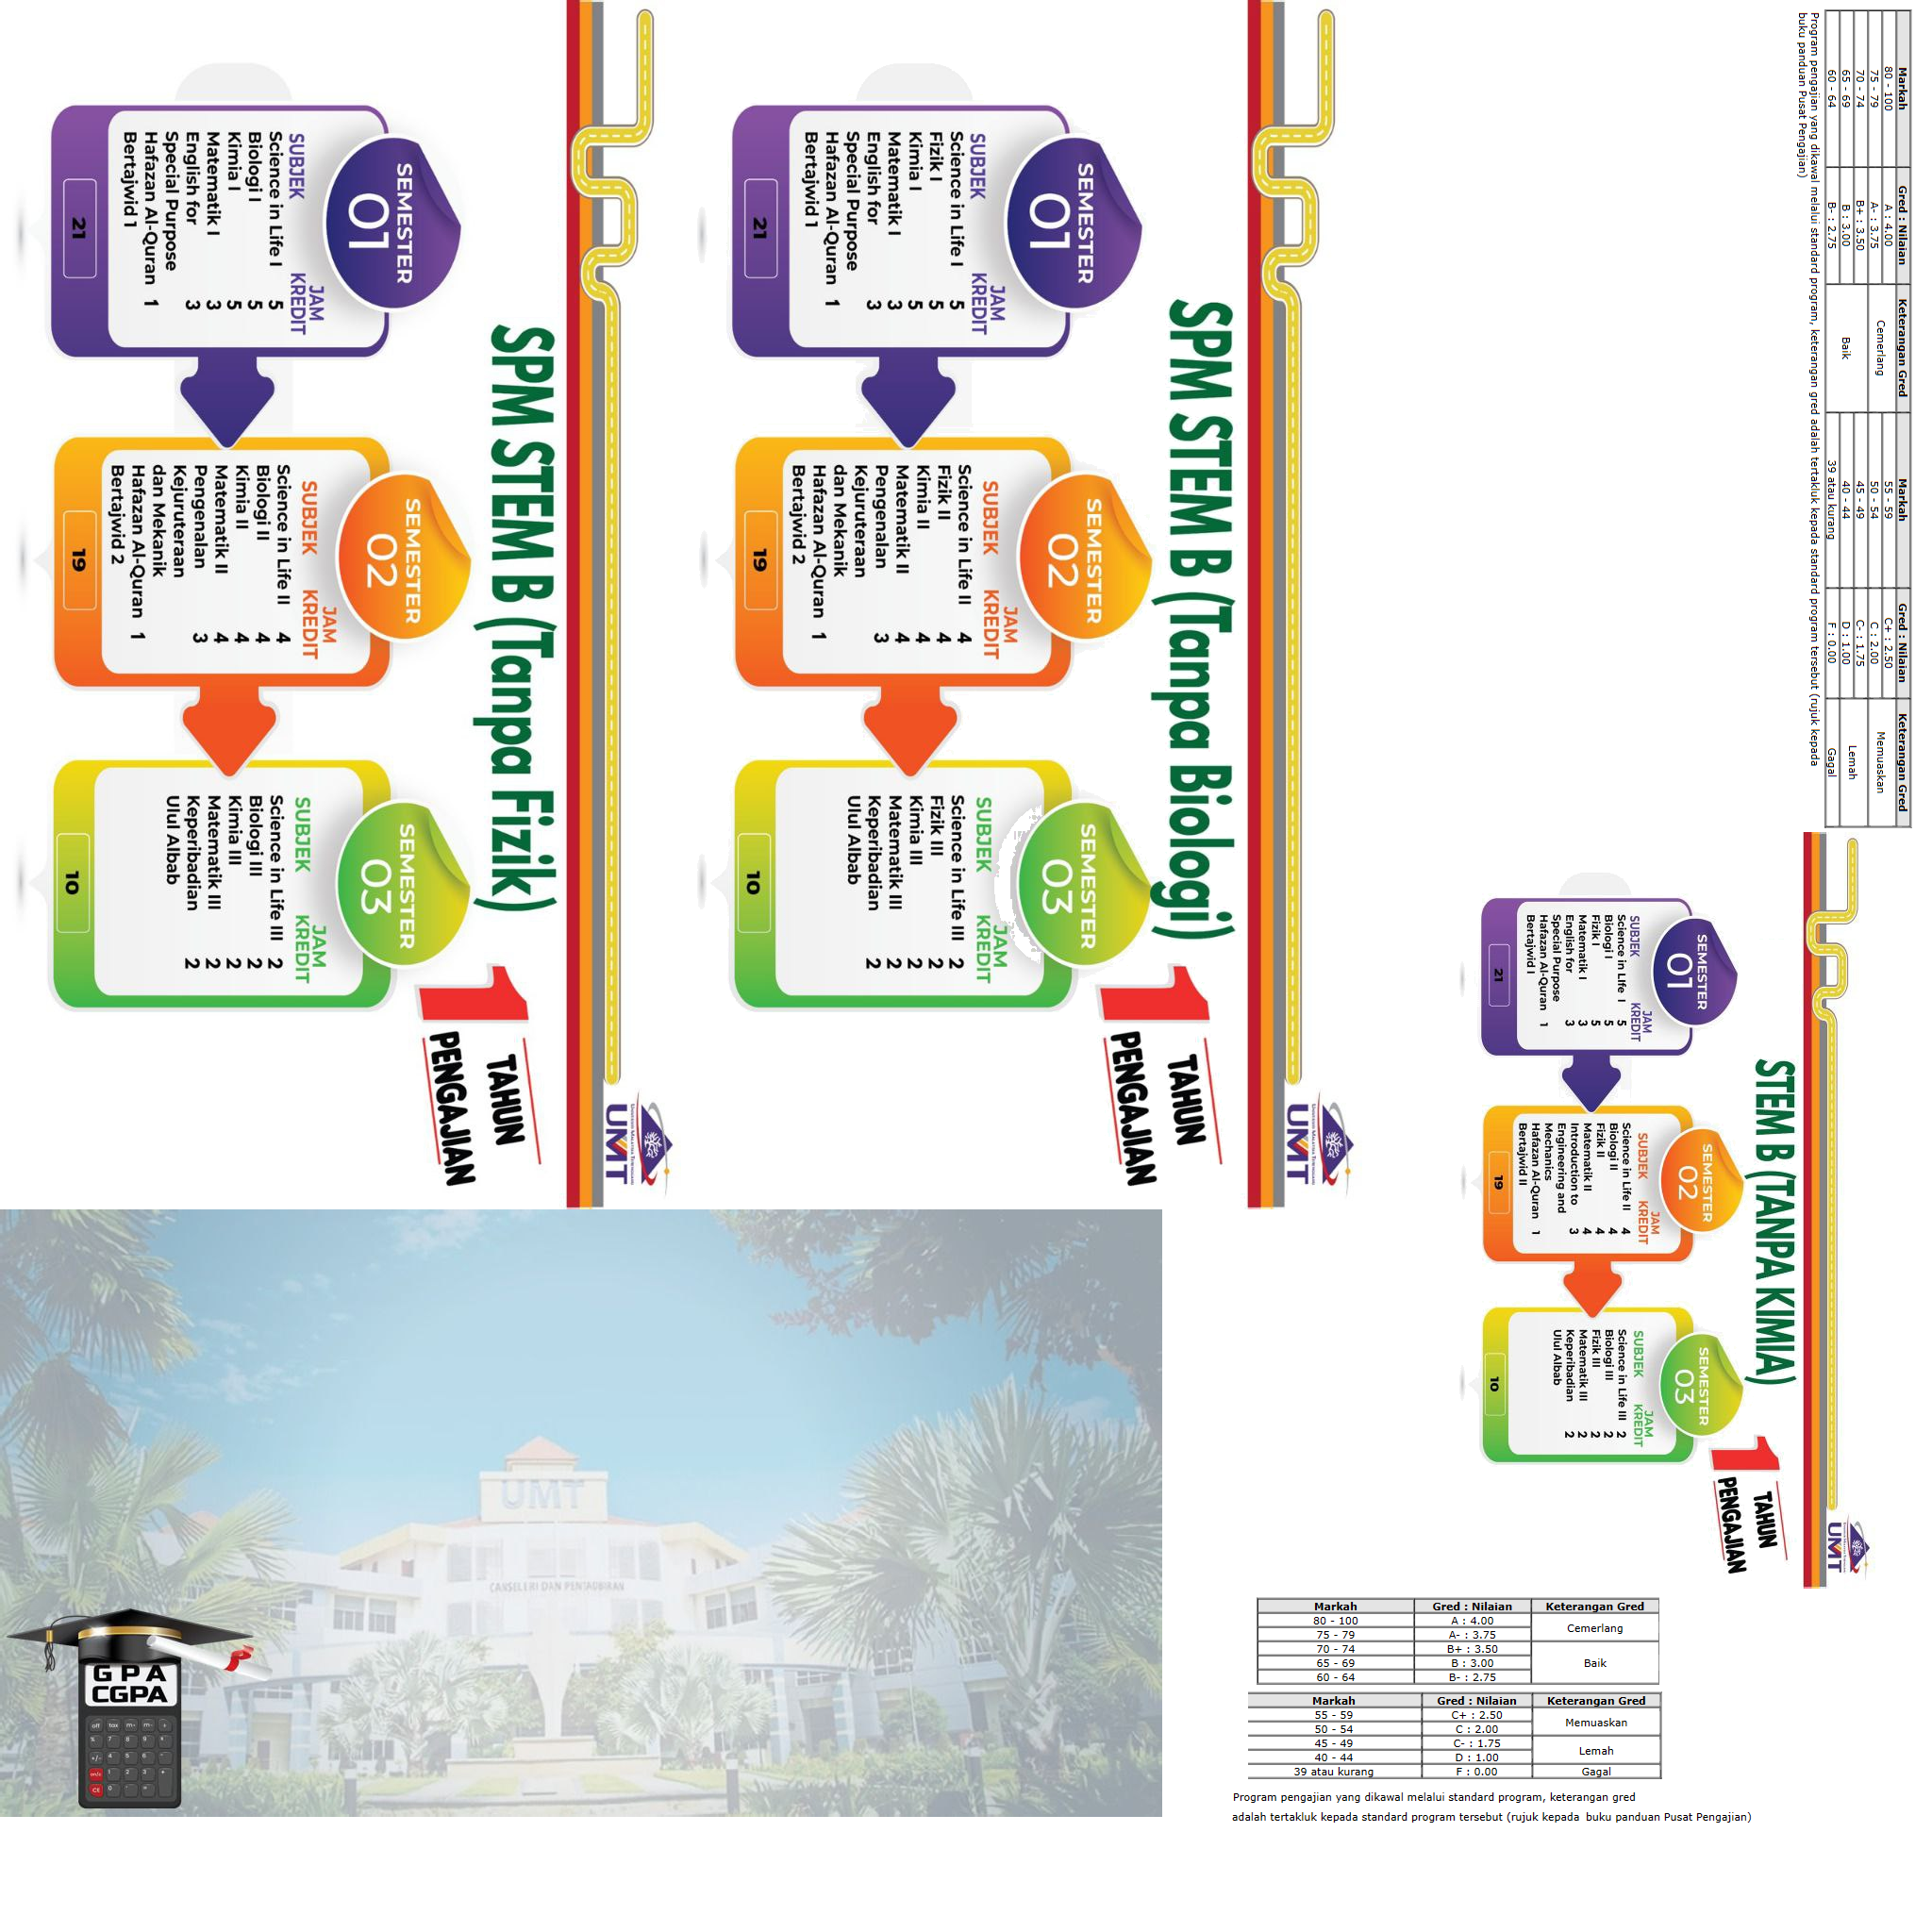 SPM STEM B (Tanpa Fizik)
1 TAHUN
PENGAJIAN
UMT
UNIVERSITI MALAYSIA TERENGGANU
SEMESTER
01
SUBJEK JAM
KREDIT
Science in Life I 5
Biologi I 5
Kimia I 5
Matematik I 3
English for 3
Special Purpose
Hafazan Al-Quran 1
Bertajwid 1
21
SEMESTER
02
SUBJEK JAM
KREDIT
Science in Life II 4
Biologi II 4
Kimia II 4
Matematik II 4
Pengenalan 3
Kejuruteraan
dan Mekanik
Hafazan Al-Quran 1
Bertajwid 2
19
SEMESTER
03
SUBJEK JAM
KREDIT
Science in Life III 2
Biologi III 2
Kimia III 2
Matematik III 2
Keperibadian 2
Ulul Albab
10
SPM STEM B (Tanpa Biologi)
1 TAHUN
PENGAJIAN
UMT
UNIVERSITI MALAYSIA TERENGGANU
SEMESTER
01
SUBJEK JAM
KREDIT
Science in Life I 5
Fizik I 5
Kimia I 5
Matematik I 3
English for 3
Special Purpose
Hafazan Al-Quran 1
Bertajwid 1
21
SEMESTER
02
SUBJEK JAM
KREDIT
Science in Life II 4
Fizik II 4
Kimia II 4
Matematik II 4
Pengenalan 3
Kejuruteraan
dan Mekanik
Hafazan Al-Quran 1
Bertajwid 2
19
SEMESTER
03
SUBJEK JAM
KREDIT
Science in Life III 2
Fizik III 2
Kimia III 2
Matematik III 2
Keperibadian 2
Ulul Albab
10
Markah Gred : Nilaian Keterangan Gred Markah Gred : Nilaian Keterangan Gred
80 - 100 A : 4.00 Cemerlang 55 - 59 C+ : 2.50 Memuaskan
75 - 79 A- : 3.75 50 - 54 C : 2.00
70 - 74 B+ : 3.50 Baik 45 - 49 C- : 1.75 Lemah
65 - 69 B : 3.00 40 - 44 D : 1.00
60 - 64 B- : 2.75 39 atau kurang F : 0.00 Gagal
Program pengajian yang dikawal melalui standard program, keterangan gred adalah tertakluk kepada standard program tersebut (rujuk kepada
buku panduan Pusat Pengajian)
STEM B (TANPA KIMIA)
1 TAHUN
PENGAJIAN
UMT
SEMESTER
01
SUBJEK JAM
KREDIT
Science in Life I 5
Biologi I 5
Fizik I 5
Matematik I 3
English for 3
Special Purpose
Hafazan Al-Quran 1
Bertajwid I
21
SEMESTER
02
SUBJEK JAM
KREDIT
Science in Life II 4
Biologi II 4
Fizik II 4
Matematik II 4
Introduction to 3
Engineering and
Mechanics
Hafazan Al-Quran 1
Bertajwid II
19
SEMESTER
03
SUBJEK JAM
KREDIT
Science in Life III 2
Biologi III 2
Fizik III 2
Matematik III 2
Keperibadian 2
Ulul Albab
10
UMT
CANSELERI DAN PENTADBIRAN
GPA
CGPA
Markah Gred : Nilaian Keterangan Gred
80 - 100 A : 4.00 Cemerlang
75 - 79 A- : 3.75
70 - 74 B+ : 3.50 Baik
65 - 69 B : 3.00
60 - 64 B- : 2.75
Markah Gred : Nilaian Keterangan Gred
55 - 59 C+ : 2.50 Memuaskan
50 - 54 C : 2.00
45 - 49 C- : 1.75 Lemah
40 - 44 D : 1.00
39 atau kurang F : 0.00 Gagal
Program pengajian yang dikawal melalui standard program, keterangan gred
adalah tertakluk kepada standard program tersebut (rujuk kepada buku panduan Pusat Pengajian)